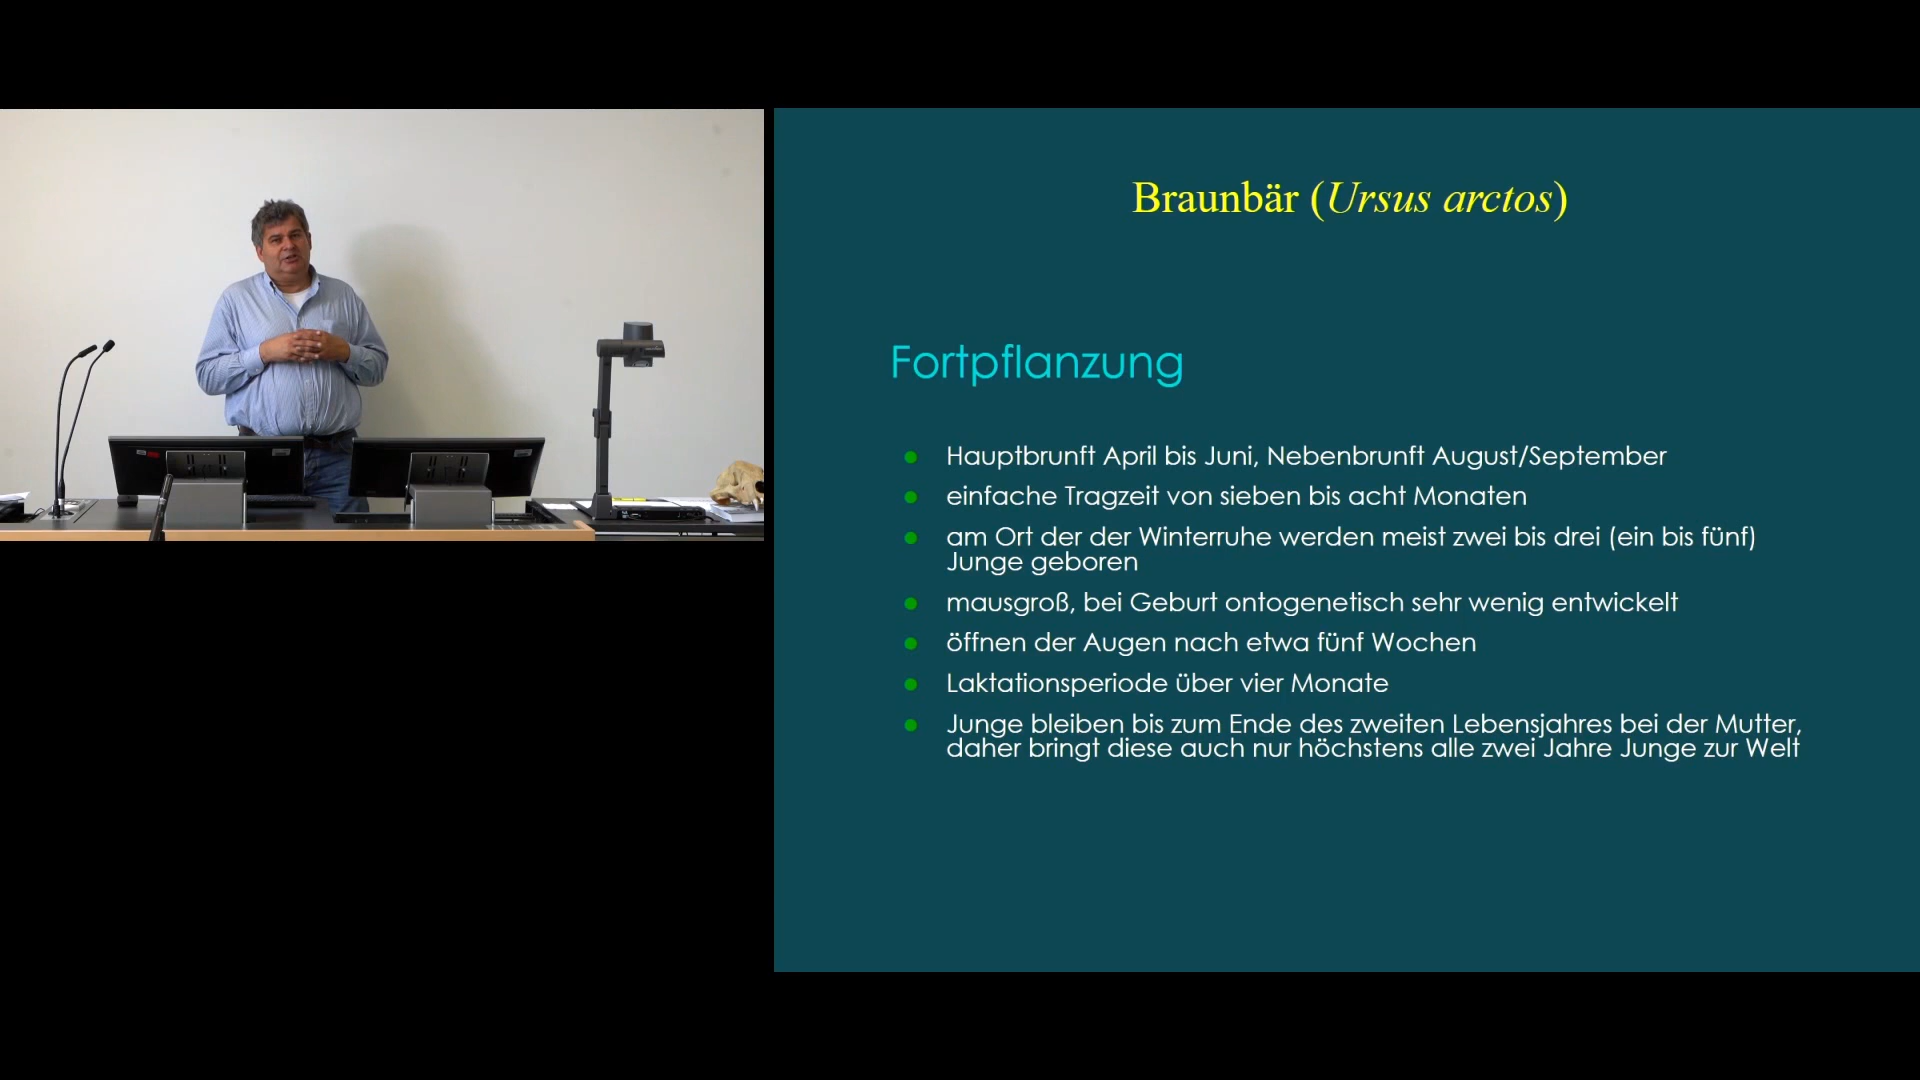 Braunbär (Ursus arctos)
Fortpflanzung
Hauptbrunft April bis Juni, Nebenbrunft August/September
einfache Tragzeit von sieben bis acht Monaten
am Ort der der Winterruhe werden meist zwei bis drei (ein bis fünf)
Junge geboren
mausgroß, bei Geburt ontogenetisch sehr wenig entwickelt
öffnen der Augen nach etwa fünf Wochen
Laktationsperiode über vier Monate
Junge bleiben bis zum Ende des zweiten Lebensjahres bei der Mutter,
daher bringt diese auch nur höchstens alle zwei Jahre Junge zur Welt